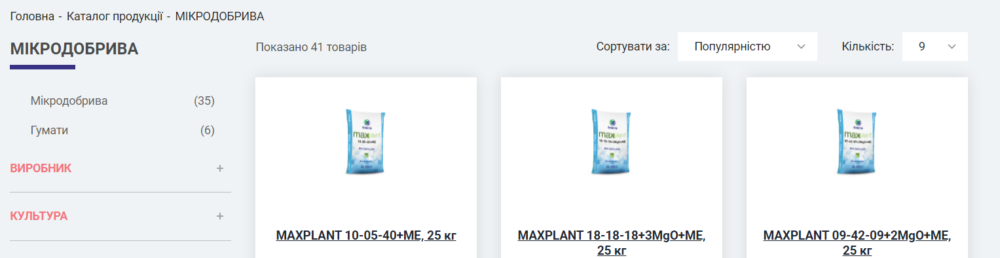 Головна - Каталог продукції - МІКРОДОБРИВА
МІКРОДОБРИВА
Показано 41 товарів
Сортувати за: Популярністю
Кількість: 9
Мікродобрива (35)
Гумати (6)
ВИРОБНИК +
КУЛЬТУРА +
maxplant
maxplant
maxplant
MAXPLANT 10-05-40+ME, 25 кг
MAXPLANT 18-18-18+3MgO+ME,
25 кг
MAXPLANT 09-42-09+2MgO+ME,
25 кг